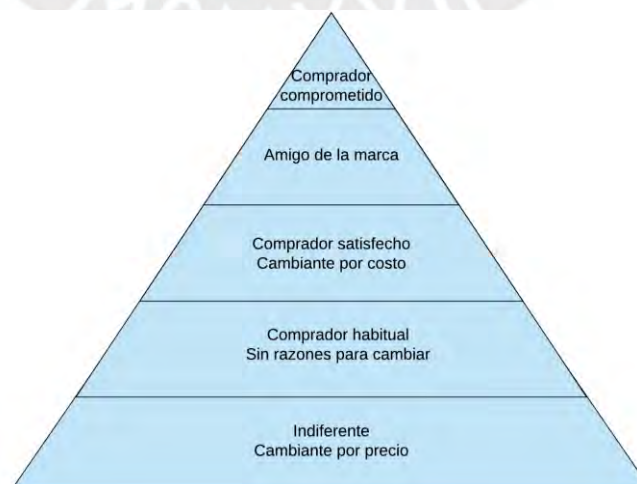 Comprador
comprometido
Amigo de la marca
Comprador satisfecho
Cambiante por costo
Comprador habitual
Sin razones para cambiar
Indiferente
Cambiante por precio